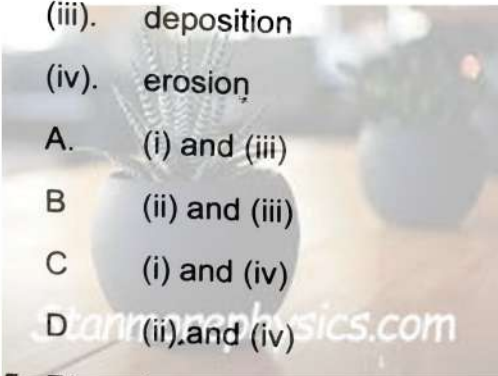 (iii). deposition
(iv). erosion
A. (i) and (iii)
B (ii) and (iii)
C (i) and (iv)
D (ii).and (iv)
Stanmorephysics.com